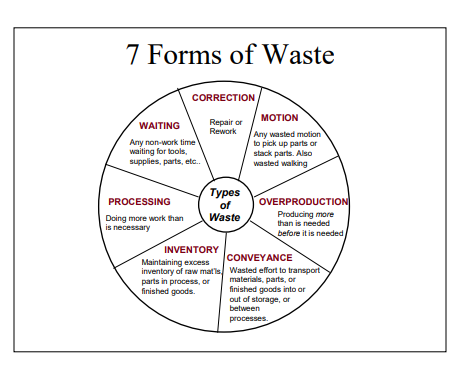 7 Forms of Waste
CORRECTION
Repair or
Rework
MOTION
Any wasted motion
to pick up parts or
stack parts. Also
wasted walking
OVERPRODUCTION
Producing more
than is needed
before it is needed
CONVEYANCE
Wasted effort to transport
materials, parts, or
finished goods into or
out of storage, or
between
processes.
INVENTORY
Maintaining excess
inventory of raw mat'ls,
parts in process, or
finished goods.
PROCESSING
Doing more work than
is necessary
WAITING
Any non-work time
waiting for tools,
supplies, parts, etc..
Types
of
Waste